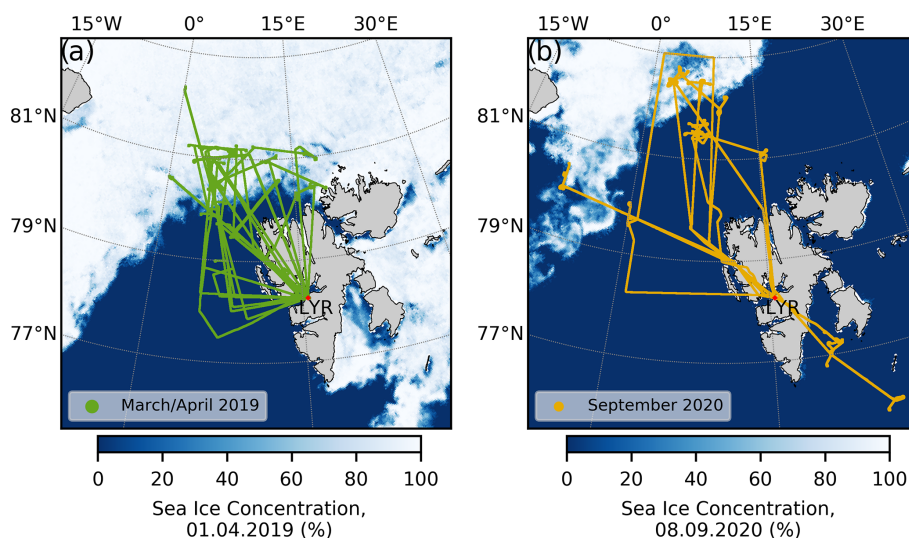 15°W 0° 15°E 30°E 15°W 0° 15°E 30°E
(a) (b)
81°N 81°N
79°N 79°N
77°N 77°N
LYR LYR
March/April 2019 September 2020
0 20 40 60 80 100 0 20 40 60 80 100
Sea Ice Concentration, Sea Ice Concentration,
01.04.2019 (%) 08.09.2020 (%)